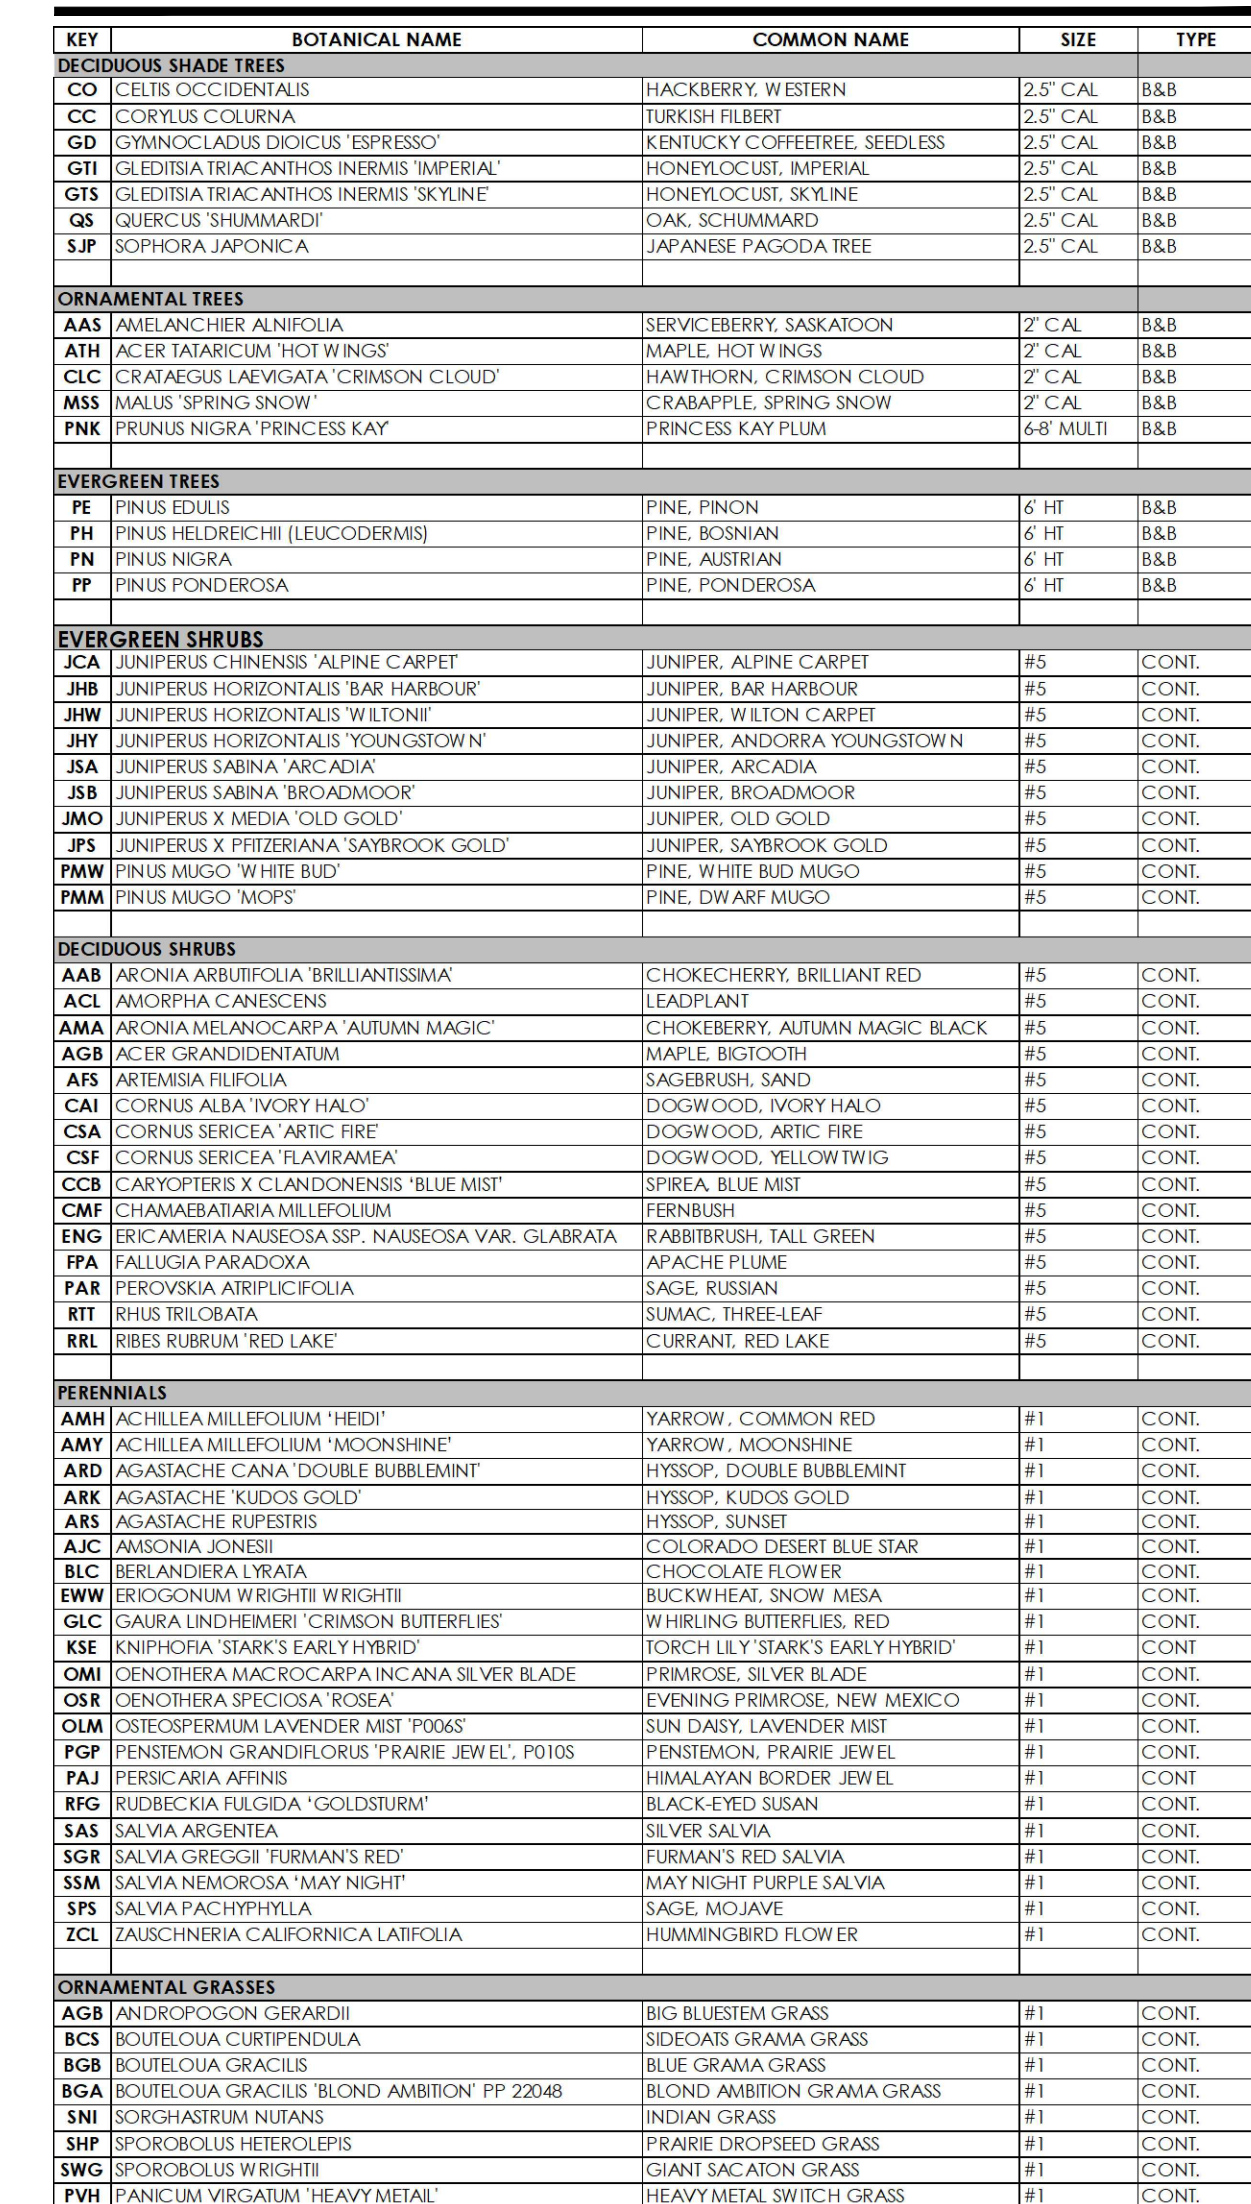 KEY BOTANICAL NAME COMMON NAME SIZE TYPE
DECIDUOUS SHADE TREES
CO CELTIS OCCIDENTALIS HACKBERRY, WESTERN 2.5" CAL B&B
CC CORYLUS COLURNA TURKISH FILBERT 2.5" CAL B&B
GD GYMNOCLADUS DIOICUS 'ESPRESSO' KENTUCKY COFFEETREE, SEEDLESS 2.5" CAL B&B
GTI GLEDITSIA TRIACANTHOS INERMIS 'IMPERIAL' HONEYLOCUST, IMPERIAL 2.5" CAL B&B
GTS GLEDITSIA TRIACANTHOS INERMIS 'SKYLINE' HONEYLOCUST, SKYLINE 2.5" CAL B&B
QS QUERCUS 'SHUMMARDI' OAK, SCHUMMARD 2.5" CAL B&B
SJP SOPHORA JAPONICA JAPANESE PAGODA TREE 2.5" CAL B&B
ORNAMENTAL TREES
AAS AMELANCHIER ALNIFOLIA SERVICEBERRY, SASKATOON 2" CAL B&B
ATH ACER TATARICUM 'HOT WINGS' MAPLE, HOT WINGS 2" CAL B&B
CLC CRATAEGUS LAEVIGATA 'CRIMSON CLOUD' HAWTHORN, CRIMSON CLOUD 2" CAL B&B
MSS MALUS 'SPRING SNOW' CRABAPPLE, SPRING SNOW 2" CAL B&B
PNK PRUNUS NIGRA 'PRINCESS KAY' PRINCESS KAY PLUM 6-8' MULTI B&B
EVERGREEN TREES
PE PINUS EDULIS PINE, PINON 6' HT B&B
PH PINUS HELDREICHII (LEUCODERMIS) PINE, BOSNIAN 6' HT B&B
PN PINUS NIGRA PINE, AUSTRIAN 6' HT B&B
PP PINUS PONDEROSA PINE, PONDEROSA 6' HT B&B
EVERGREEN SHRUBS
JCA JUNIPERUS CHINENSIS 'ALPINE CARPET' JUNIPER, ALPINE CARPET #5 CONT.
JHB JUNIPERUS HORIZONTALIS 'BAR HARBOUR' JUNIPER, BAR HARBOUR #5 CONT.
JHW JUNIPERUS HORIZONTALIS 'WILTONII' JUNIPER, WILTON CARPET #5 CONT.
JHY JUNIPERUS HORIZONTALIS 'YOUNGSTOWN' JUNIPER, ANDORRA YOUNGSTOWN #5 CONT.
JSA JUNIPERUS SABINA 'ARCADIA' JUNIPER, ARCADIA #5 CONT.
JSB JUNIPERUS SABINA 'BROADMOOR' JUNIPER, BROADMOOR #5 CONT.
JMO JUNIPERUS X MEDIA 'OLD GOLD' JUNIPER, OLD GOLD #5 CONT.
JPS JUNIPERUS X PFITZERIANA 'SAYBROOK GOLD' JUNIPER, SAYBROOK GOLD #5 CONT.
PMW PINUS MUGO 'WHITE BUD' PINE, WHITE BUD MUGO #5 CONT.
PMM PINUS MUGO 'MOPS' PINE, DWARF MUGO #5 CONT.
DECIDUOUS SHRUBS
AAB ARONIA ARBUTIFOLIA 'BRILLIANTISSIMA' CHOKECHERRY, BRILLIANT RED #5 CONT.
ACL AMORPHA CANESCENS LEADPLANT #5 CONT.
AMA ARONIA MELANOCARPA 'AUTUMN MAGIC' CHOKEBERRY, AUTUMN MAGIC BLACK #5 CONT.
AGB ACER GRANDIDENTATUM MAPLE, BIGTOOTH #5 CONT.
AFS ARTEMISIA FILIFOLIA SAGEBRUSH, SAND #5 CONT.
CAI CORNUS ALBA 'IVORY HALO' DOGWOOD, IVORY HALO #5 CONT.
CSA CORNUS SERICEA 'ARTIC FIRE' DOGWOOD, ARTIC FIRE #5 CONT.
CSF CORNUS SERICEA 'FLAVIRAMEA' DOGWOOD, YELLOW TWIG #5 CONT.
CCB CARYOPTERIS X CLANDONENSIS ‘BLUE MIST' SPIREA, BLUE MIST #5 CONT.
CMF CHAMAEBATIARIA MILLEFOLIUM FERNBUSH #5 CONT.
ENG ERICAMERIA NAUSEOSA SSP. NAUSEOSA VAR. GLABRATA RABBITBRUSH, TALL GREEN #5 CONT.
FPA FALLUGIA PARADOXA APACHE PLUME #5 CONT.
PAR PEROVSKIA ATRIPLICIFOLIA SAGE, RUSSIAN #5 CONT.
RTT RHUS TRILOBATA SUMAC, THREE-LEAF #5 CONT.
RRL RIBES RUBRUM 'RED LAKE' CURRANT, RED LAKE #5 CONT.
PERENNIALS
AMH ACHILLEA MILLEFOLIUM ‘HEIDI’ YARROW, COMMON RED #1 CONT.
AMY ACHILLEA MILLEFOLIUM ‘MOONSHINE’ YARROW, MOONSHINE #1 CONT.
ARD AGASTACHE CANA 'DOUBLE BUBBLEMINT' HYSSOP, DOUBLE BUBBLEMINT #1 CONT.
ARK AGASTACHE 'KUDOS GOLD' HYSSOP, KUDOS GOLD #1 CONT.
ARS AGASTACHE RUPESTRIS HYSSOP, SUNSET #1 CONT.
AJC AMSONIA JONESII COLORADO DESERT BLUE STAR #1 CONT.
BLC BERLANDIERA LYRATA CHOCOLATE FLOWER #1 CONT.
EWW ERIOGONUM WRIGHTII WRIGHTII BUCKWHEAT, SNOW MESA #1 CONT.
GLC GAURA LINDHEIMERI 'CRIMSON BUTTERFLIES' WHIRLING BUTTERFLIES, RED #1 CONT.
KSE KNIPHOFIA 'STARK'S EARLY HYBRID' TORCH LILY 'STARK'S EARLY HYBRID' #1 CONT
OMI OENOTHERA MACROCARPA INCANA SILVER BLADE PRIMROSE, SILVER BLADE #1 CONT.
OSR OENOTHERA SPECIOSA 'ROSEA' EVENING PRIMROSE, NEW MEXICO #1 CONT.
OLM OSTEOSPERMUM LAVENDER MIST 'P006S' SUN DAISY, LAVENDER MIST #1 CONT.
PGP PENSTEMON GRANDIFLORUS 'PRAIRIE JEWEL', P010S PENSTEMON, PRAIRIE JEWEL #1 CONT.
PAJ PERSICARIA AFFINIS HIMALAYAN BORDER JEWEL #1 CONT
RFG RUDBECKIA FULGIDA ‘GOLDSTURM’ BLACK-EYED SUSAN #1 CONT.
SAS SALVIA ARGENTEA SILVER SALVIA #1 CONT.
SGR SALVIA GREGGII 'FURMAN'S RED' FURMAN'S RED SALVIA #1 CONT.
SSM SALVIA NEMOROSA ‘MAY NIGHT’ MAY NIGHT PURPLE SALVIA #1 CONT.
SPS SALVIA PACHYPHYLLA SAGE, MOJAVE #1 CONT.
ZCL ZAUSCHNERIA CALIFORNICA LATIFOLIA HUMMINGBIRD FLOWER #1 CONT.
ORNAMENTAL GRASSES
AGB ANDROPOGON GERARDII BIG BLUESTEM GRASS #1 CONT.
BCS BOUTELOUA CURTIPENDULA SIDEOATS GRAMA GRASS #1 CONT.
BGB BOUTELOUA GRACILIS BLUE GRAMA GRASS #1 CONT.
BGA BOUTELOUA GRACILIS 'BLOND AMBITION' PP 22048 BLOND AMBITION GRAMA GRASS #1 CONT.
SNI SORGHASTRUM NUTANS INDIAN GRASS #1 CONT.
SHP SPOROBOLUS HETEROLEPIS PRAIRIE DROPSEED GRASS #1 CONT.
SWG SPOROBOLUS WRIGHTII GIANT SACATON GRASS #1 CONT.
PVH PANICUM VIRGATUM 'HEAVY METAIL' HEAVY METAL SWITCH GRASS #1 CONT.